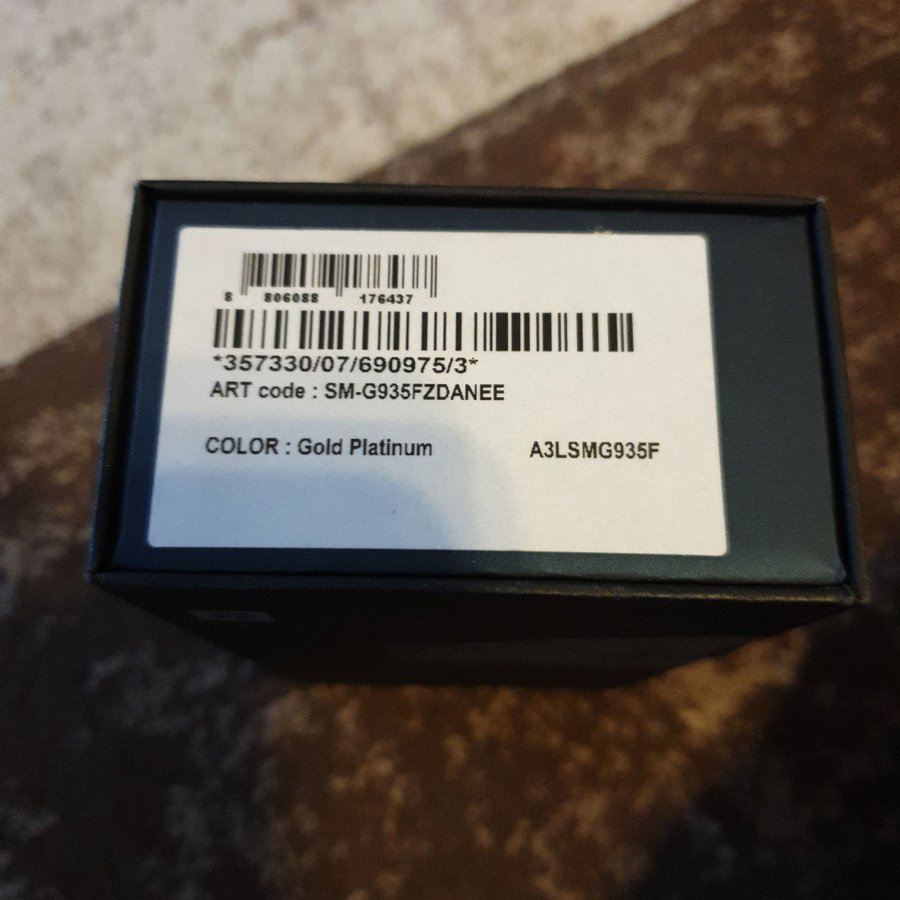 8 806088 176437
*357330/07/690975/3*
ART code : SM-G935FZDANEE
COLOR : Gold Platinum A3LSMG935F